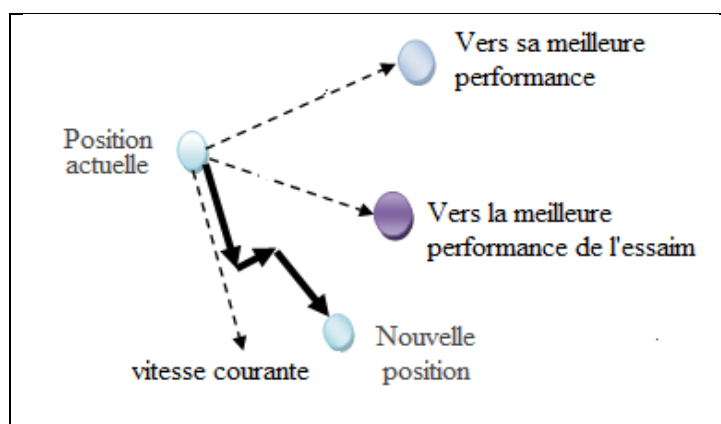 Vers sa meilleure
performance
Position
actuelle
Vers la meilleure
performance de l'essaim
Nouvelle
position
vitesse courante